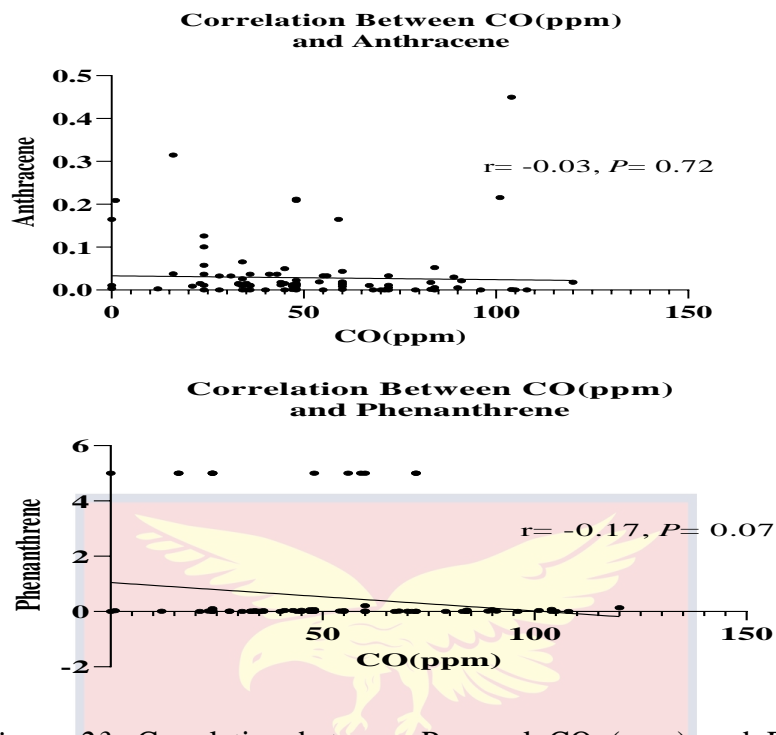 Correlation Between CO(ppm)
and Anthracene
0.5
0.4
0.3
0.2
0.1
0.0
Anthracene
r= -0.03, P= 0.72
0 50 100 150
CO(ppm)
Correlation Between CO(ppm)
and Phenanthrene
6
4
2
0
-2
Phenanthrene
r= -0.17, P= 0.07
50 100 150
CO(ppm)